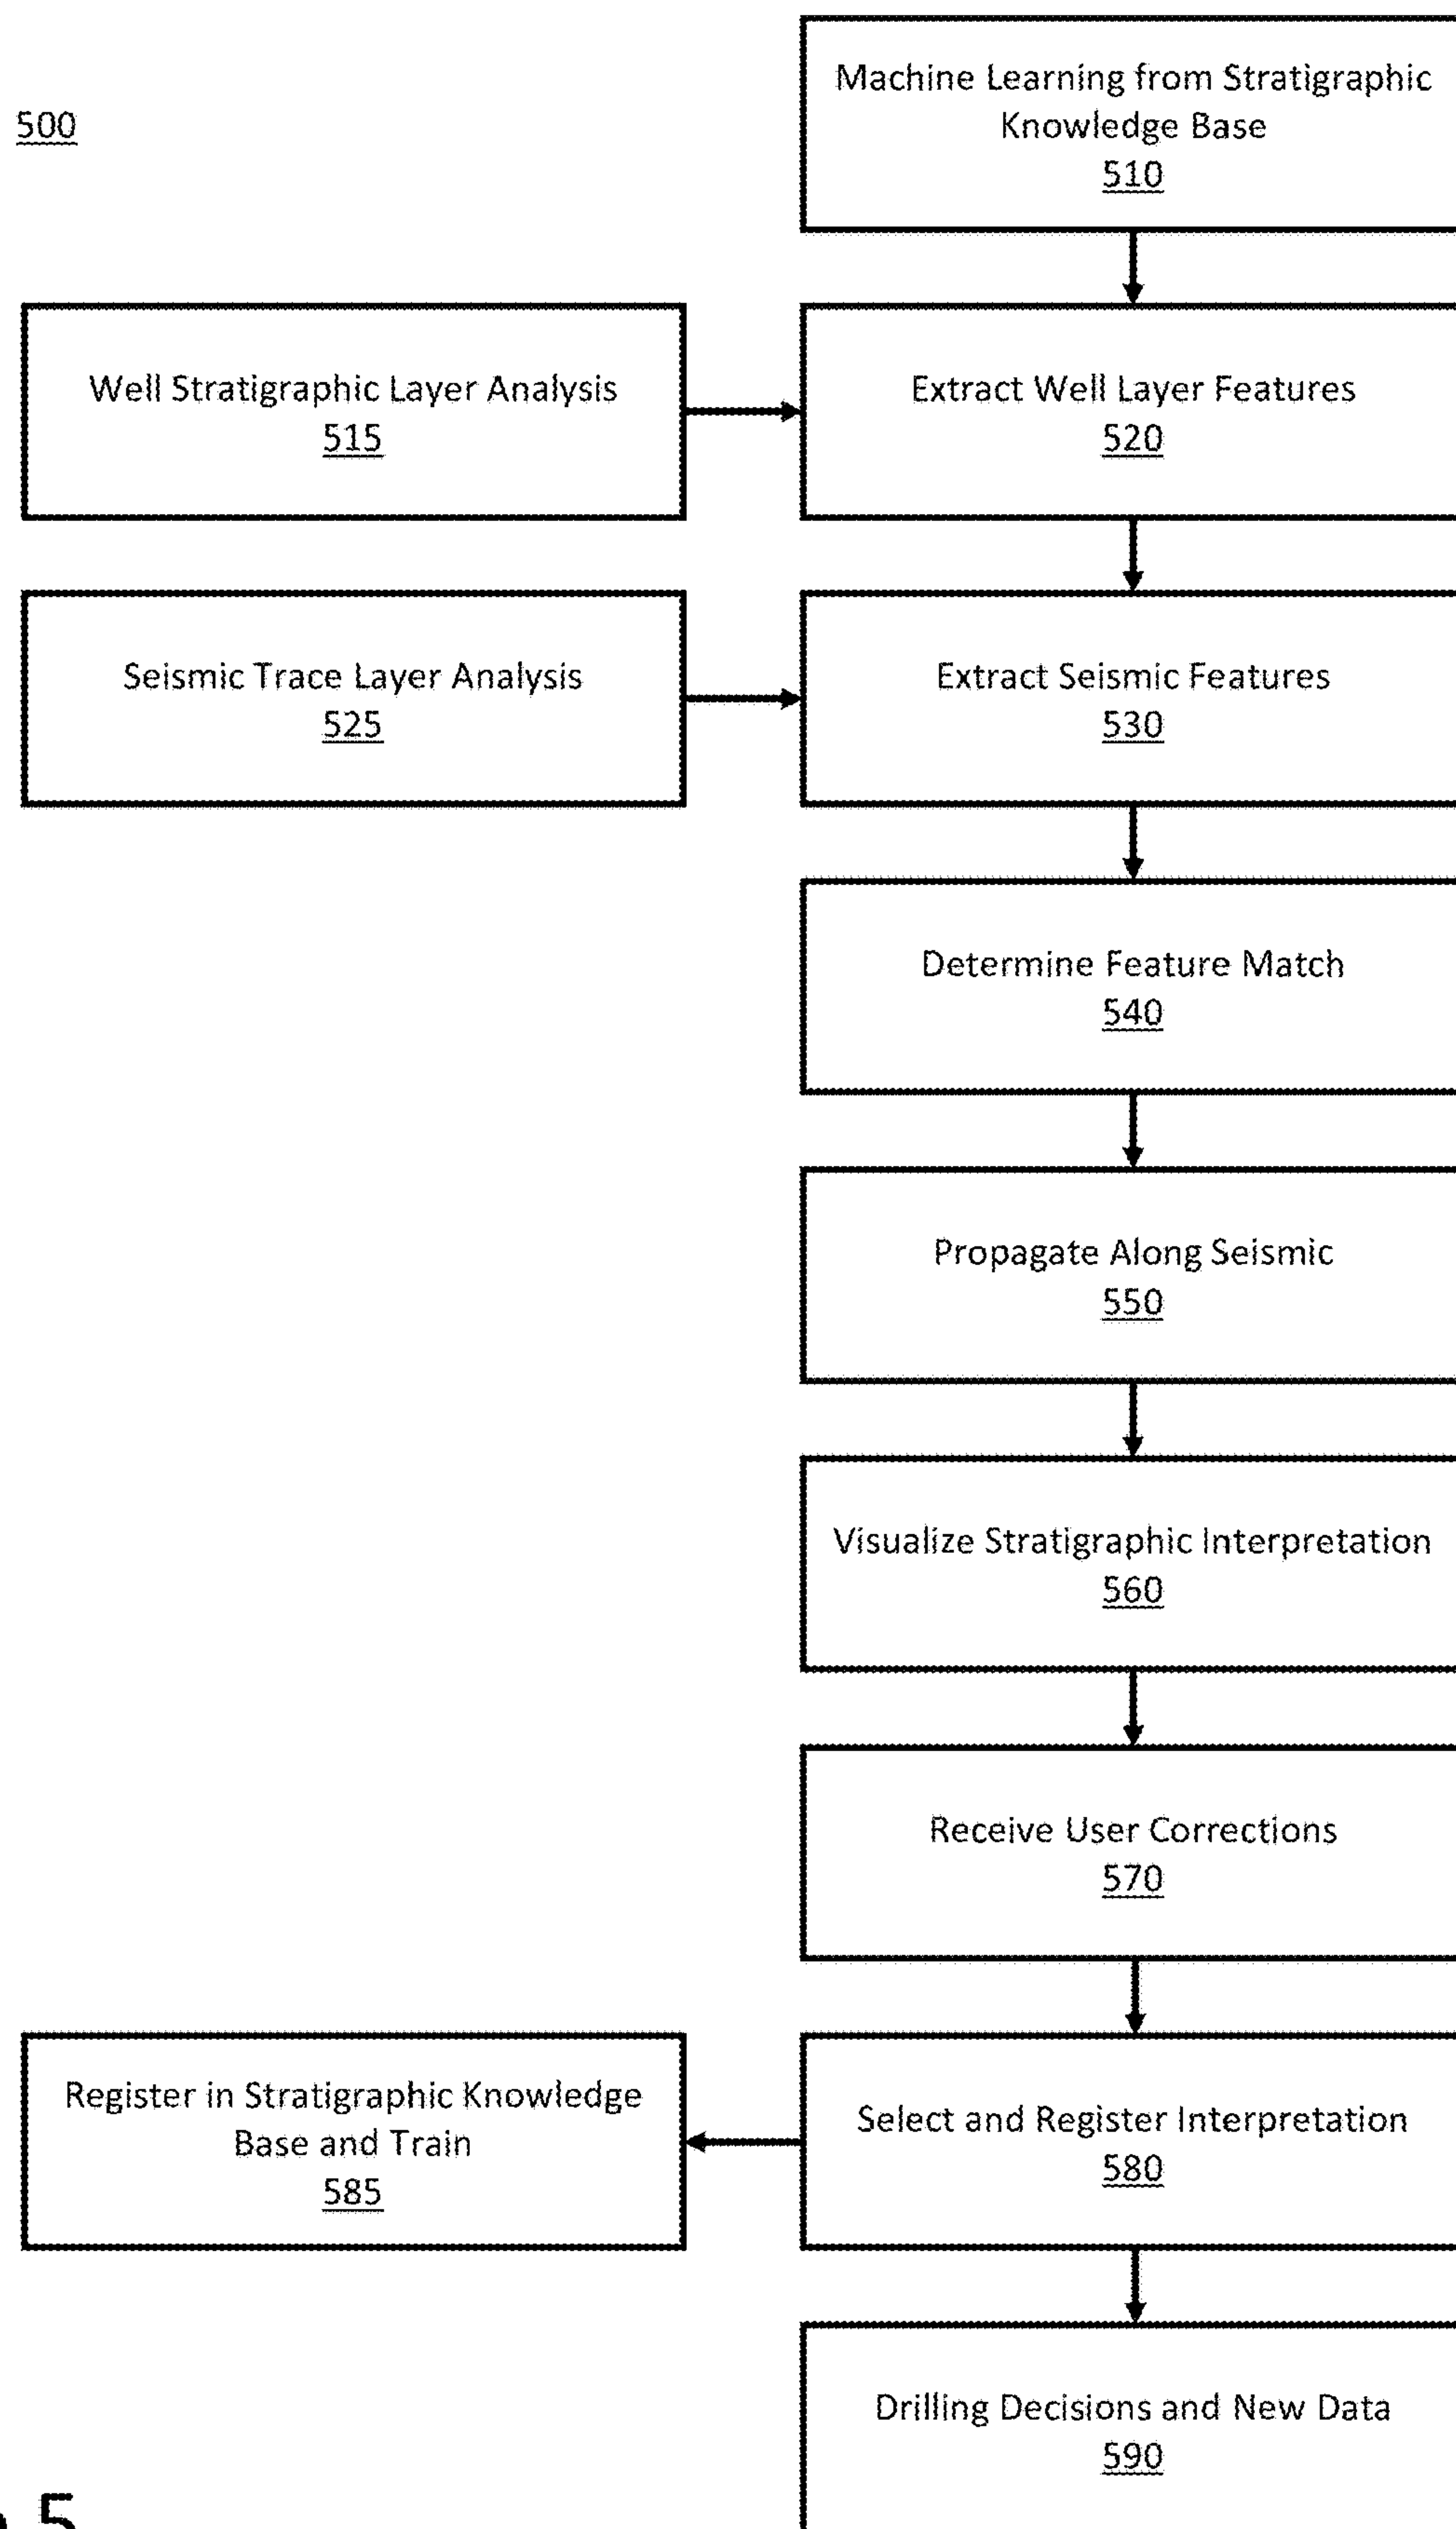 500
Machine Learning from Stratigraphic
Knowledge Base
510
Well Stratigraphic Layer Analysis
515
Extract Well Layer Features
520
Seismic Trace Layer Analysis
525
Extract Seismic Features
530
Determine Feature Match
540
Propagate Along Seismic
550
Visualize Stratigraphic Interpretation
560
Receive User Corrections
570
Register in Stratigraphic Knowledge
Base and Train
585
Select and Register Interpretation
580
Drilling Decisions and New Data
590
5